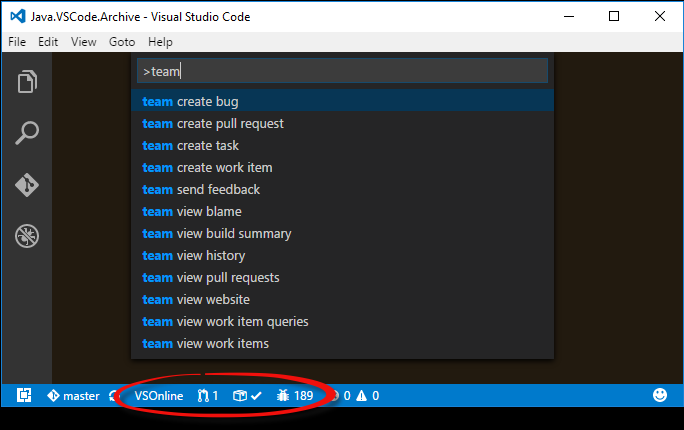 Java.VSCode.Archive - Visual Studio Code
File Edit View Goto Help
>team
team create bug
team create pull request
team create task
team create work item
team send feedback
team view blame
team view build summary
team view history
team view pull requests
team view website
team view work item queries
team view work items
master VSOnline 1 189 0 0